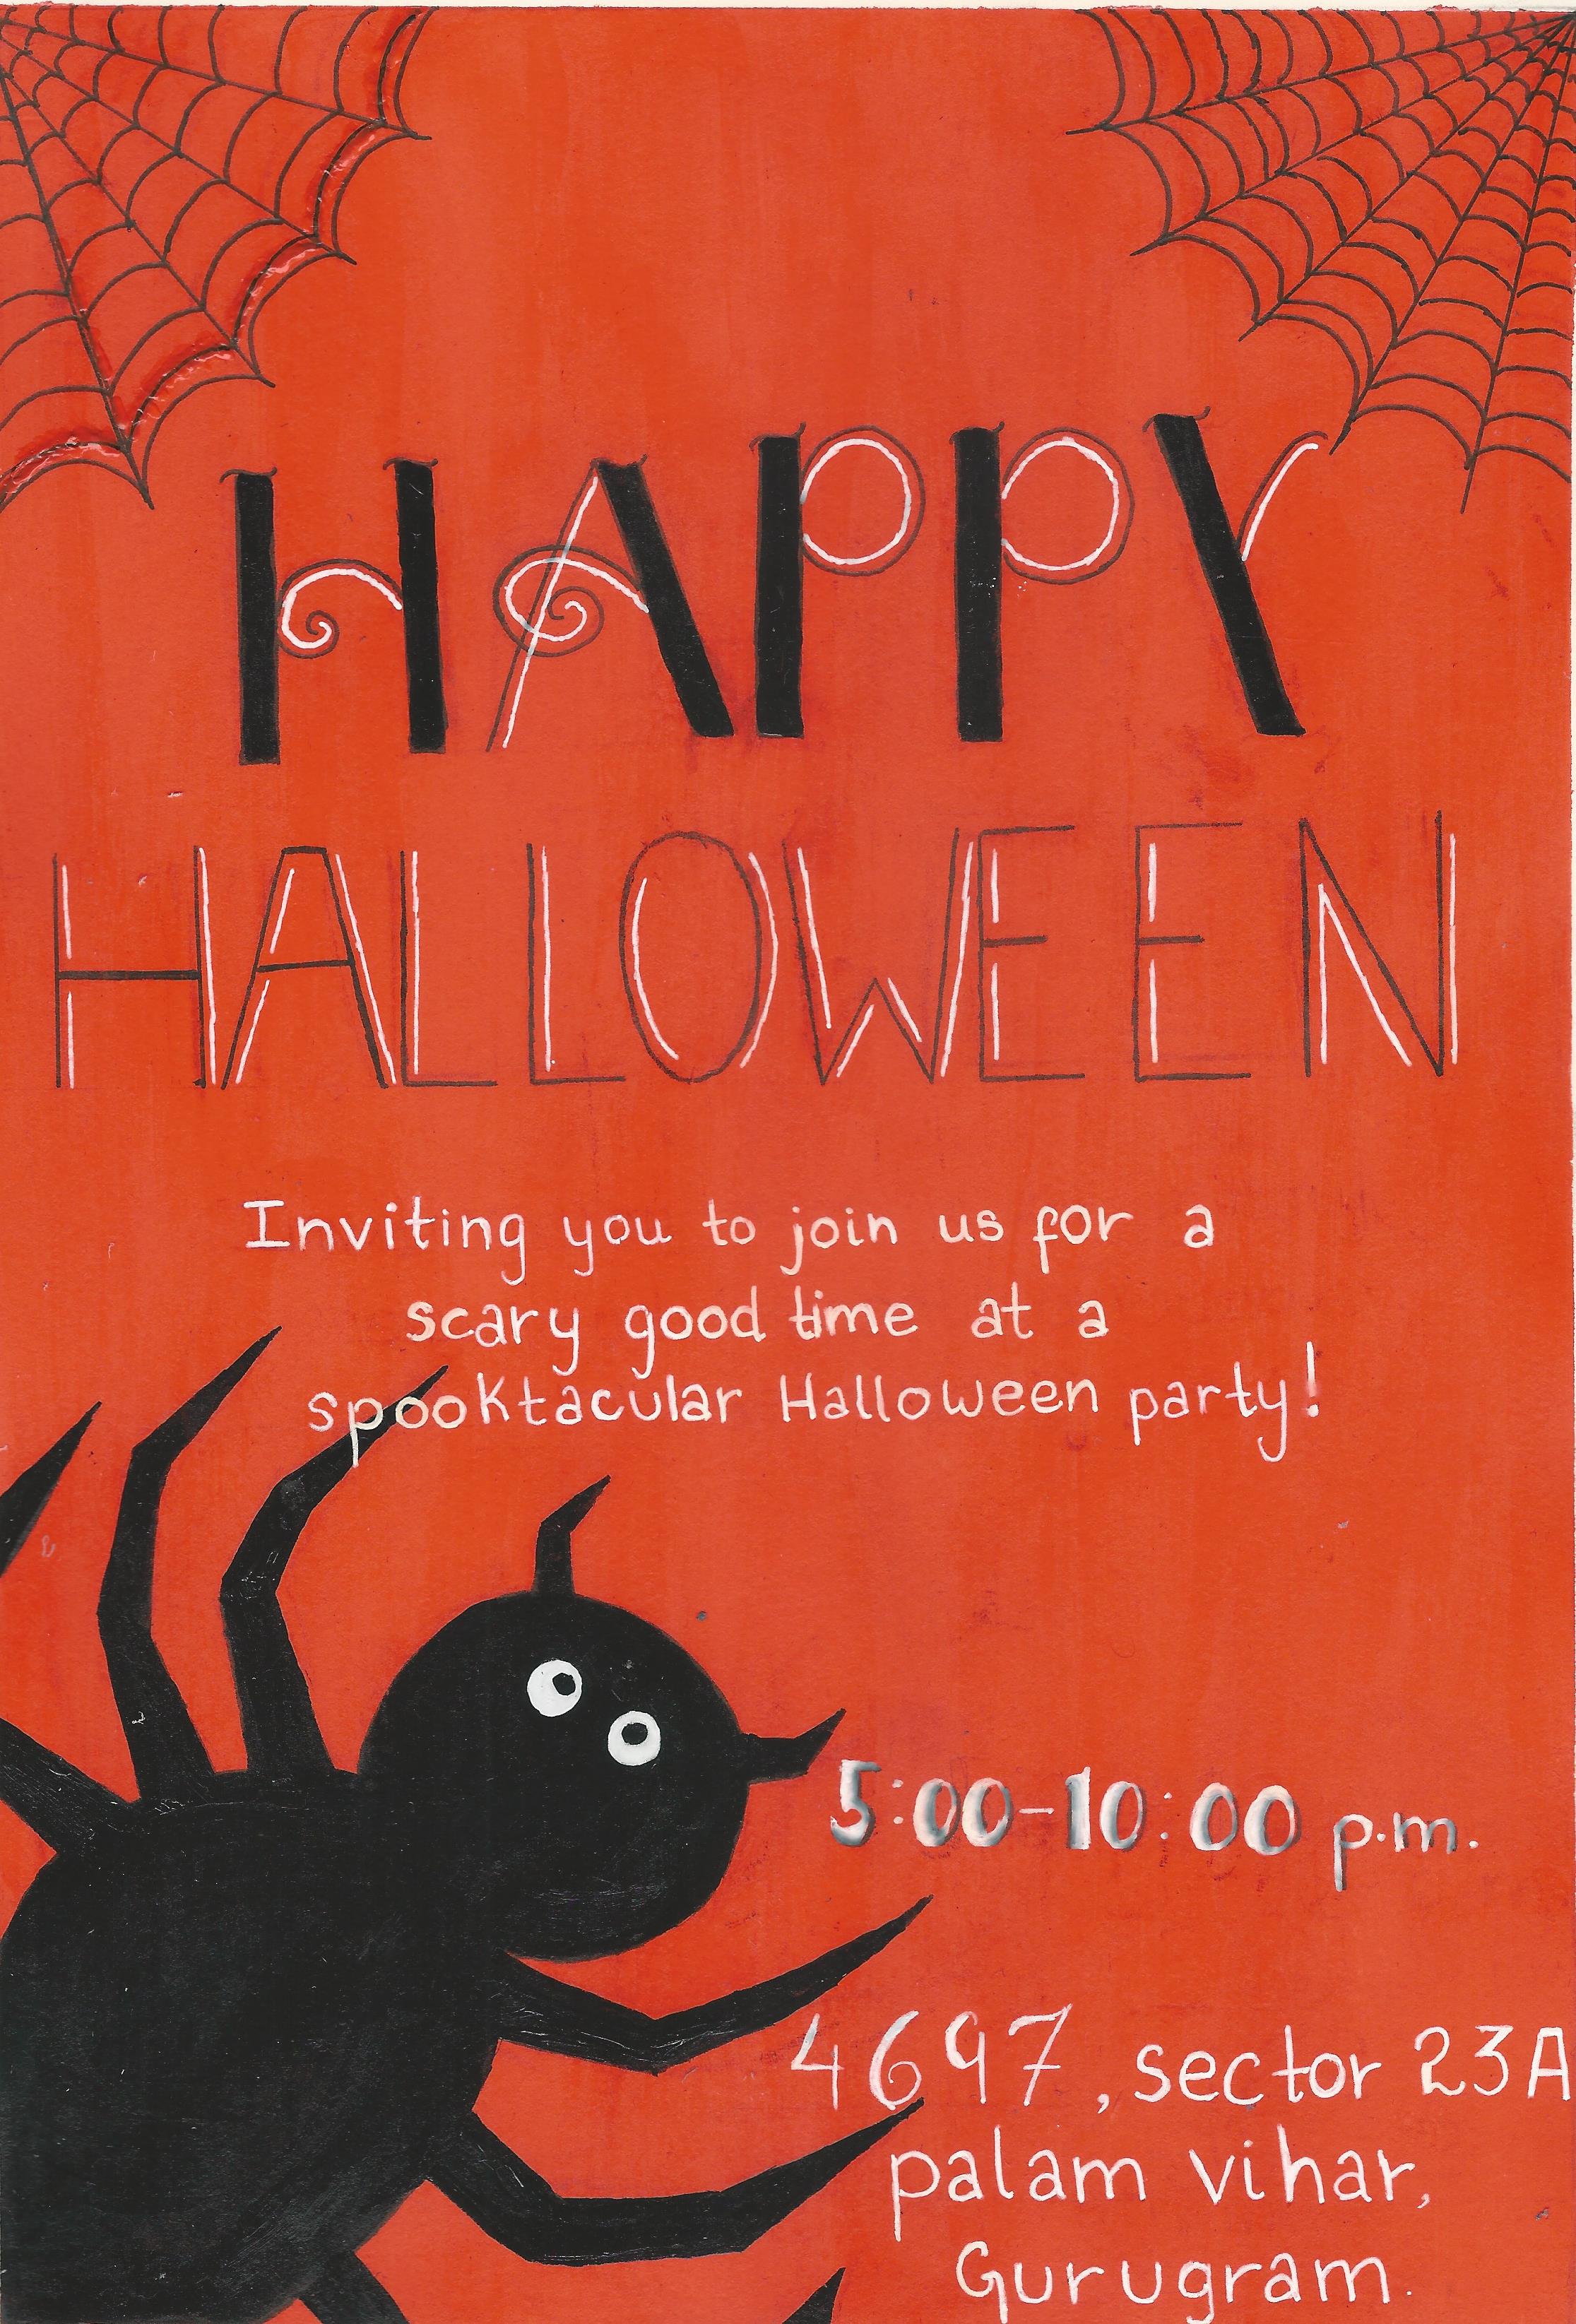 HAPPY
HALLOWEEN
Inviting you to join us for a
scary good time at a
spooktacular Halloween party!
5:00-10:00 p.m.
4697, sector 23A
palam vihar,
Gurugram.